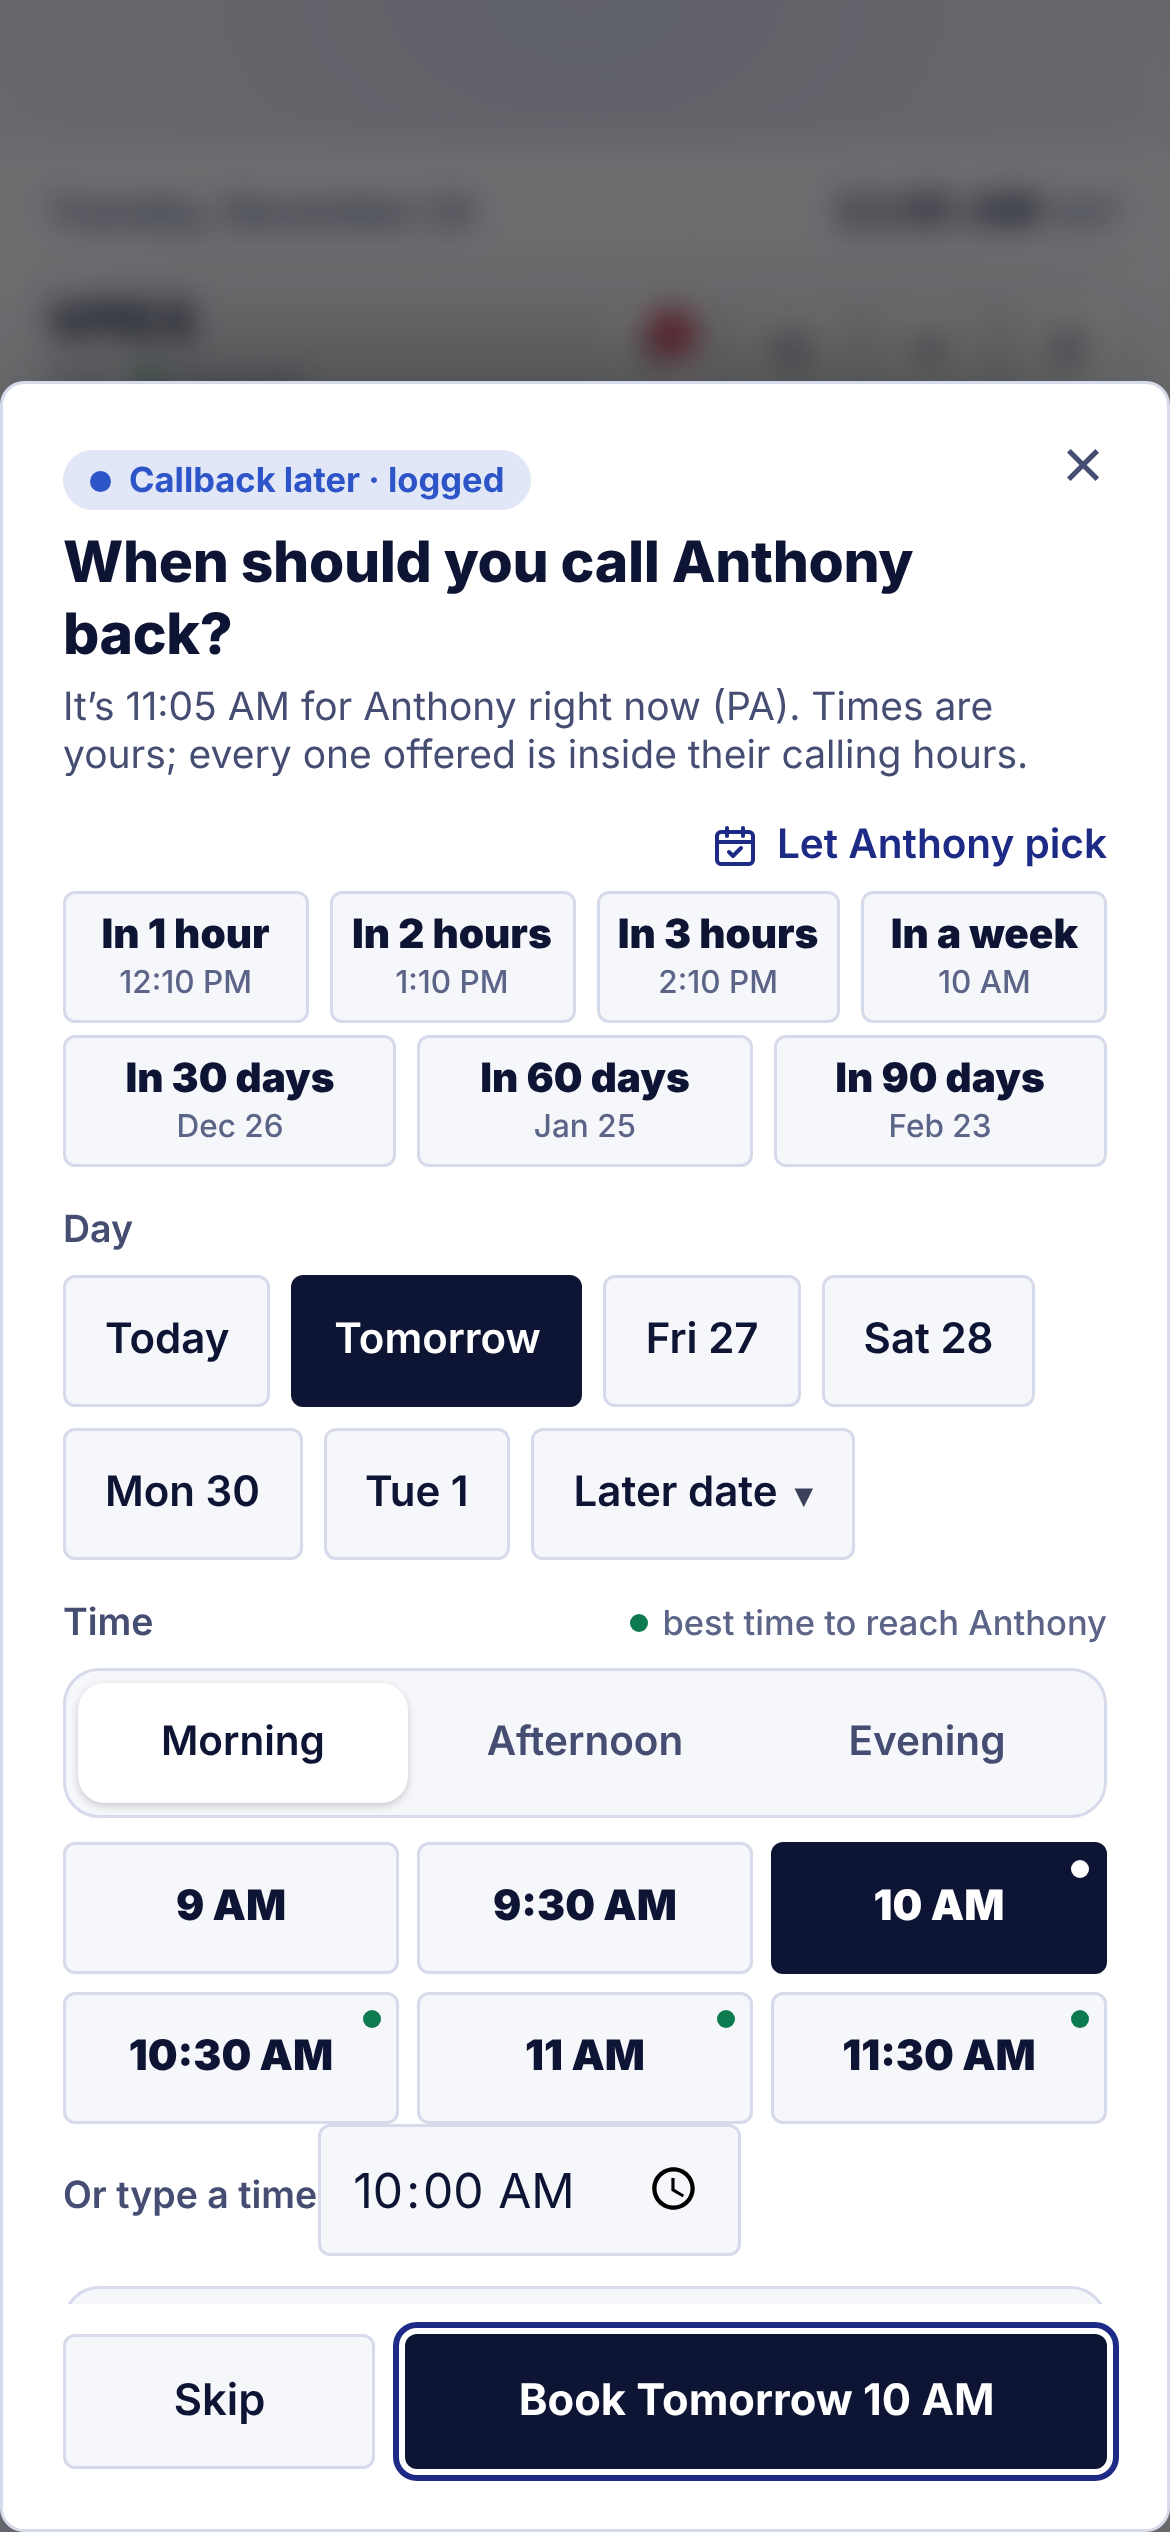 Callback later · logged
When should you call Anthony
back?
It’s 11:05 AM for Anthony right now (PA). Times are
yours; every one offered is inside their calling hours.
Let Anthony pick
In 1 hour
12:10 PM
In 2 hours
1:10 PM
In 3 hours
2:10 PM
In a week
10 AM
In 30 days
Dec 26
In 60 days
Jan 25
In 90 days
Feb 23
Day
Today
Tomorrow
Fri 27
Sat 28
Mon 30
Tue 1
Later date
Time
best time to reach Anthony
Morning
Afternoon
Evening
9 AM
9:30 AM
10 AM
10:30 AM
11 AM
11:30 AM
Or type a time
10:00 AM
Skip
Book Tomorrow 10 AM